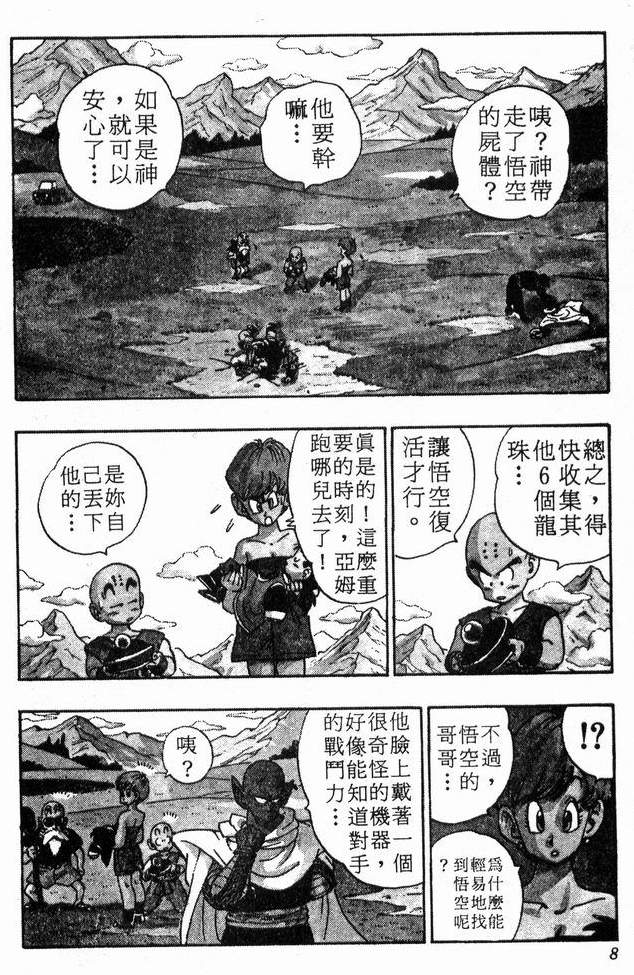 咦？神帶
走了悟空
的屍體？
他要幹
嘛…
如果是神
，就可以
安心了…
總之，得
快收集其
他6個龍
珠…
讓悟空復
活才行。
眞是的！這麼重
要的時刻，亞姆
跑哪兒去了！
是妳自
己丟下
他的…
!?
不過，
悟空的
哥哥…
爲什麼能
輕易地找
到悟空呢
？
他臉上戴著一個
很奇怪的機器，
好像能知道對手
的戰鬥力…
咦？
8